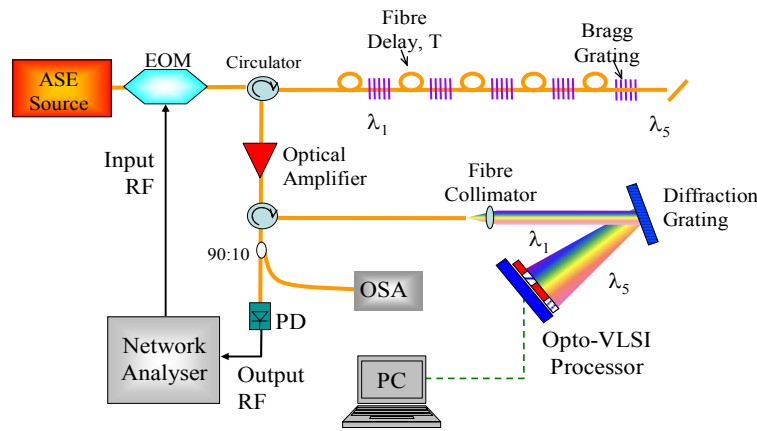 ASE
Source
EOM
Circulator
Fibre
Delay, T
Bragg
Grating
λ1
λ5
Input
RF
Optical
Amplifier
Fibre
Collimator
Diffraction
Grating
λ1
λ5
90:10
OSA
PD
Opto-VLSI
Processor
Network
Analyser
Output
RF
PC